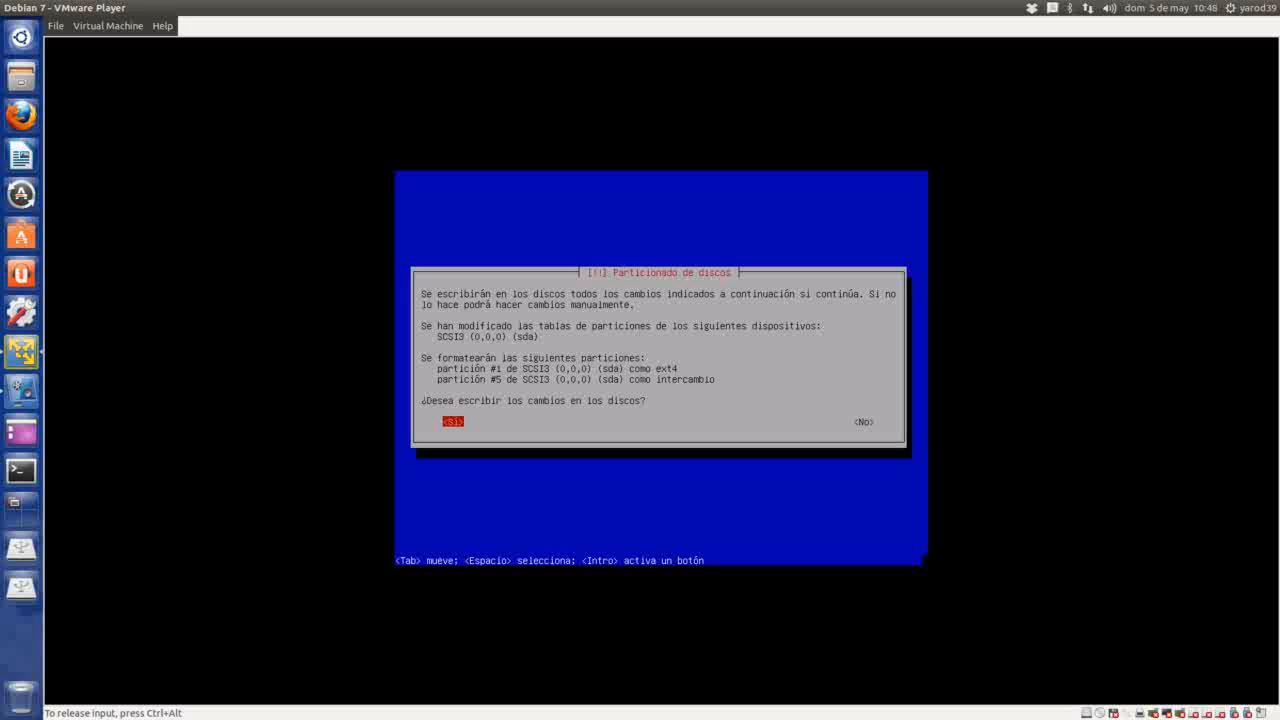 Debian 7 - VMware Player
dom 5 de may 10:48 yarod39
File Virtual Machine Help
[!!] Particionado de discos
Se escribirán en los discos todos los cambios indicados a continuación si continúa. Si no
lo hace podrá hacer cambios manualmente.
Se han modificado las tablas de particiones de los siguientes dispositivos:
SCSI3 (0,0,0) (sda)
Se formatearán las siguientes particiones:
partición #1 de SCSI3 (0,0,0) (sda) como ext4
partición #5 de SCSI3 (0,0,0) (sda) como intercambio
¿Desea escribir los cambios en los discos?
<Sí> <No>
<Tab> mueve; <Espacio> selecciona; <Intro> activa un botón
To release input, press Ctrl+Alt